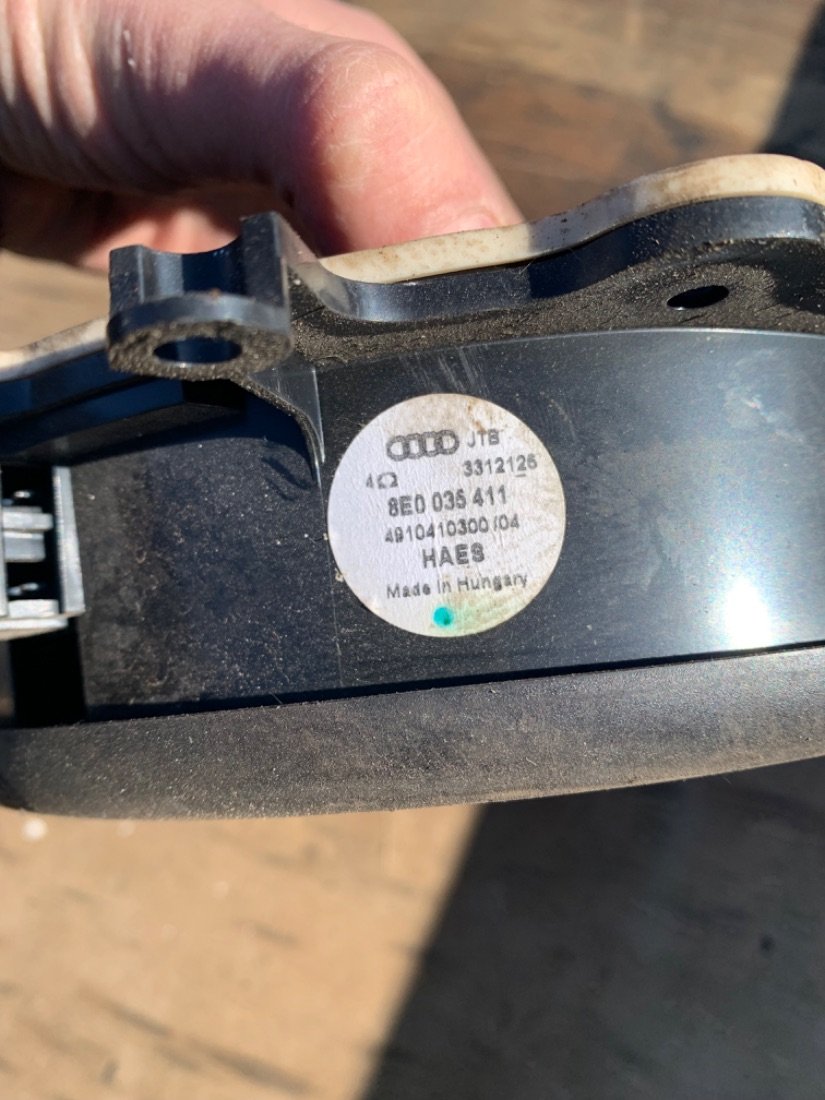 JTB
4Ω 3312126
8E0 035 411
4910410300 /04
HAES
Made in Hungary